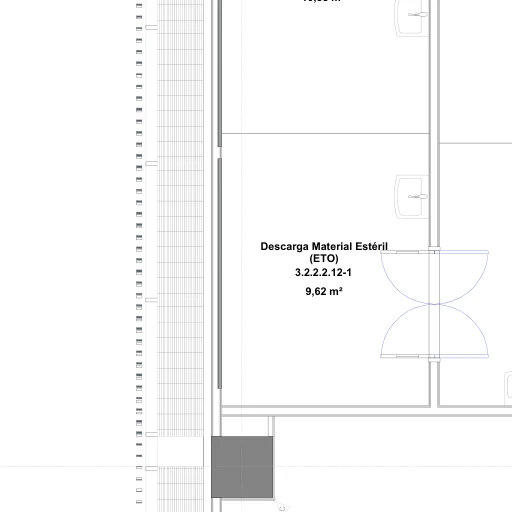 Descarga Material Estéril
(ETO)
3.2.2.2.12-1
9,62 m²